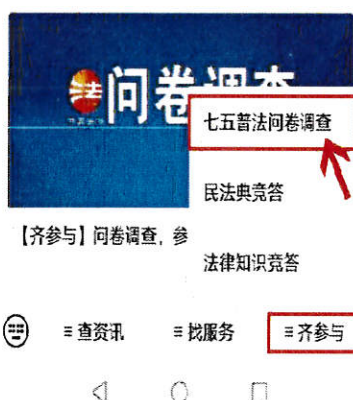 法 问卷调查
七五普法问卷调查
民法典竞答
【齐参与】问卷调查，参
法律知识竞答
≡ 查资讯 ≡ 找服务 ≡ 齐参与